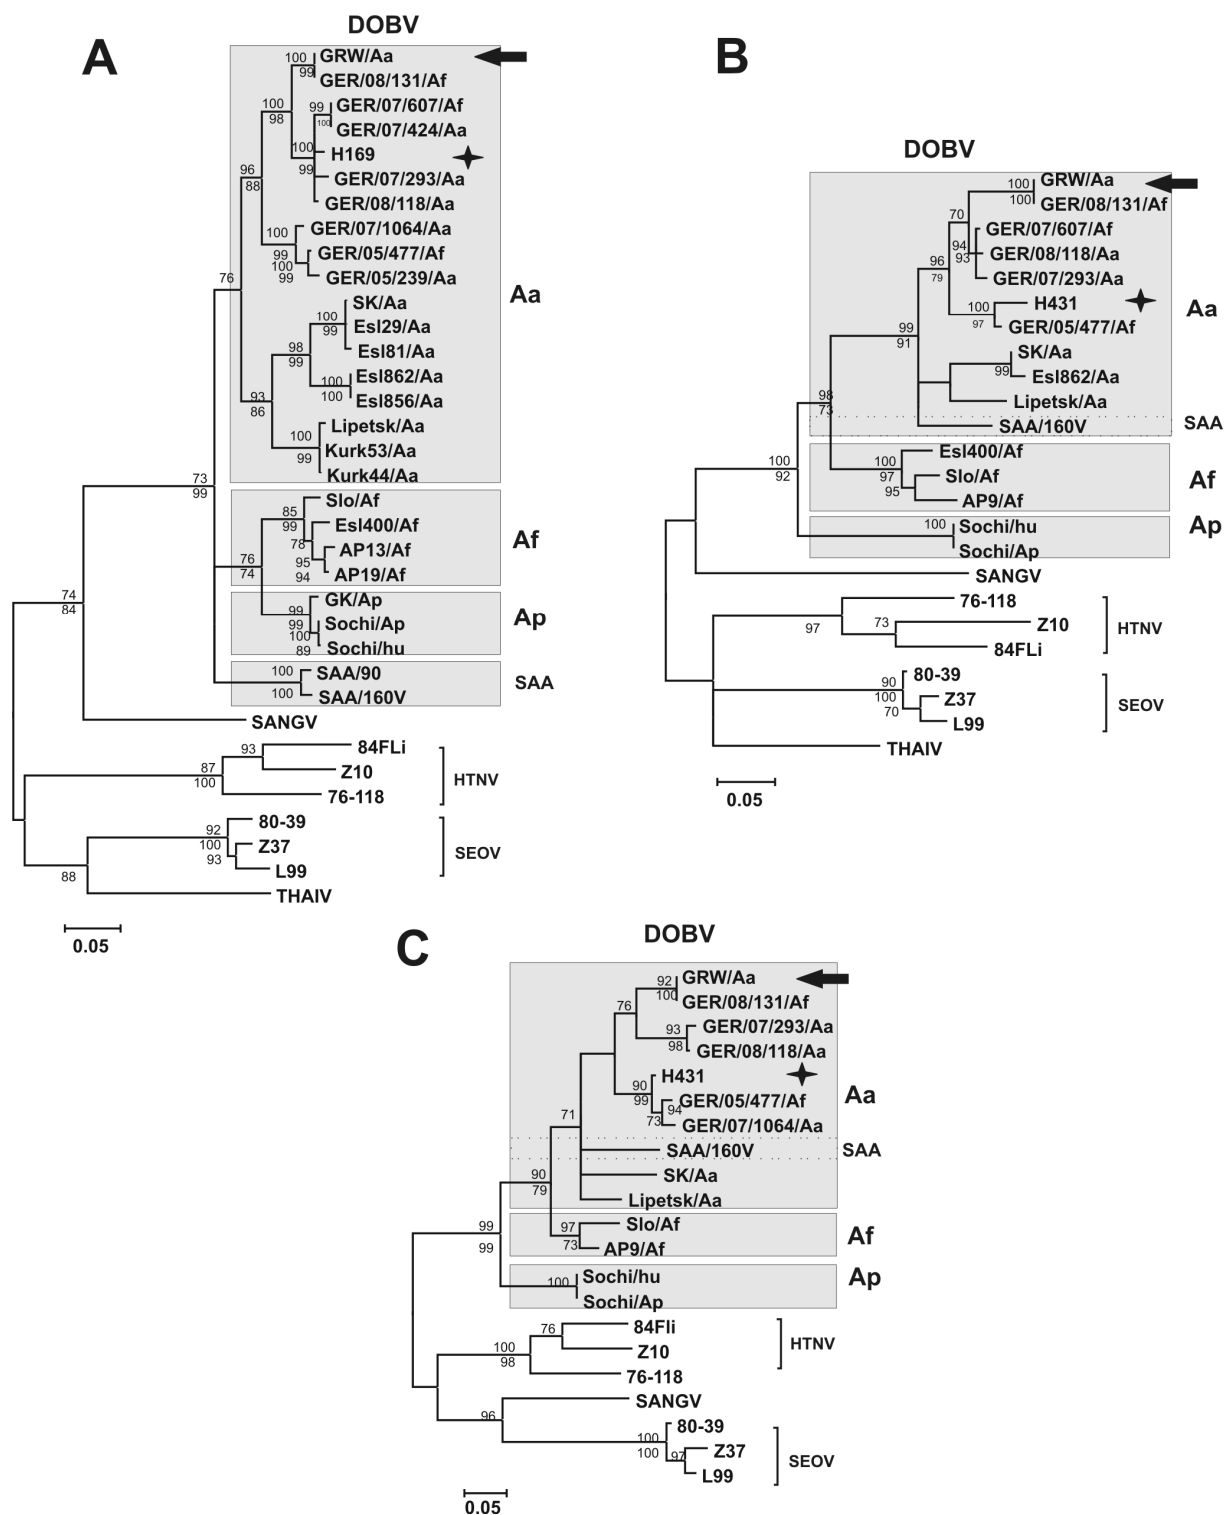 A
DOBV
100
GRW/Aa
99
GER/08/131/Af
100
98
99
GER/07/607/Af
100
GER/07/424/Aa
100
H169
99
GER/07/293/Aa
GER/08/118/Aa
96
88
100
GER/07/1064/Aa
99
GER/05/477/Af
100
99
GER/05/239/Aa
76
Aa
SK/Aa
100
99
Esl29/Aa
98
99
Esl81/Aa
100
Esl862/Aa
100
Esl856/Aa
93
86
Lipetsk/Aa
100
Kurk53/Aa
99
Kurk44/Aa
73
99
Slo/Af
85
99
Esl400/Af
Af
78
AP13/Af
95
94
AP19/Af
76
74
GK/Ap
99
99
Sochi/Ap
Ap
100
89
Sochi/hu
100
SAA/90
SAA
100
SAA/160V
74
84
SANGV
93
84FLi
87
100
Z10
HTNV
76-118
92
80-39
100
Z37
SEOV
93
L99
88
THAIV
0.05
B
DOBV
100
GRW/Aa
100
GER/08/131/Af
70
GER/07/607/Af
94
93
GER/08/118/Aa
96
79
GER/07/293/Aa
100
H431
Aa
97
GER/05/477/Af
99
91
SK/Aa
99
Esl862/Aa
98
73
Lipetsk/Aa
SAA/160V
SAA
Esl400/Af
100
97
Slo/Af
Af
95
AP9/Af
100
92
100
Sochi/hu
Ap
Sochi/Ap
SANGV
76-118
97
73
Z10
HTNV
84FLi
80-39
90
100
Z37
SEOV
70
L99
THAIV
0.05
C
DOBV
92
GRW/Aa
100
GER/08/131/Af
76
93
GER/07/293/Aa
98
GER/08/118/Aa
90
H431
99
94
GER/05/477/Af
Aa
73
GER/07/1064/Aa
71
SAA/160V
SAA
90
79
SK/Aa
Lipetsk/Aa
97
Slo/Af
Af
73
AP9/Af
99
99
100
Sochi/hu
Ap
Sochi/Ap
76
84Fli
100
98
Z10
HTNV
76-118
96
SANGV
80-39
100
100
97
Z37
SEOV
L99
0.05